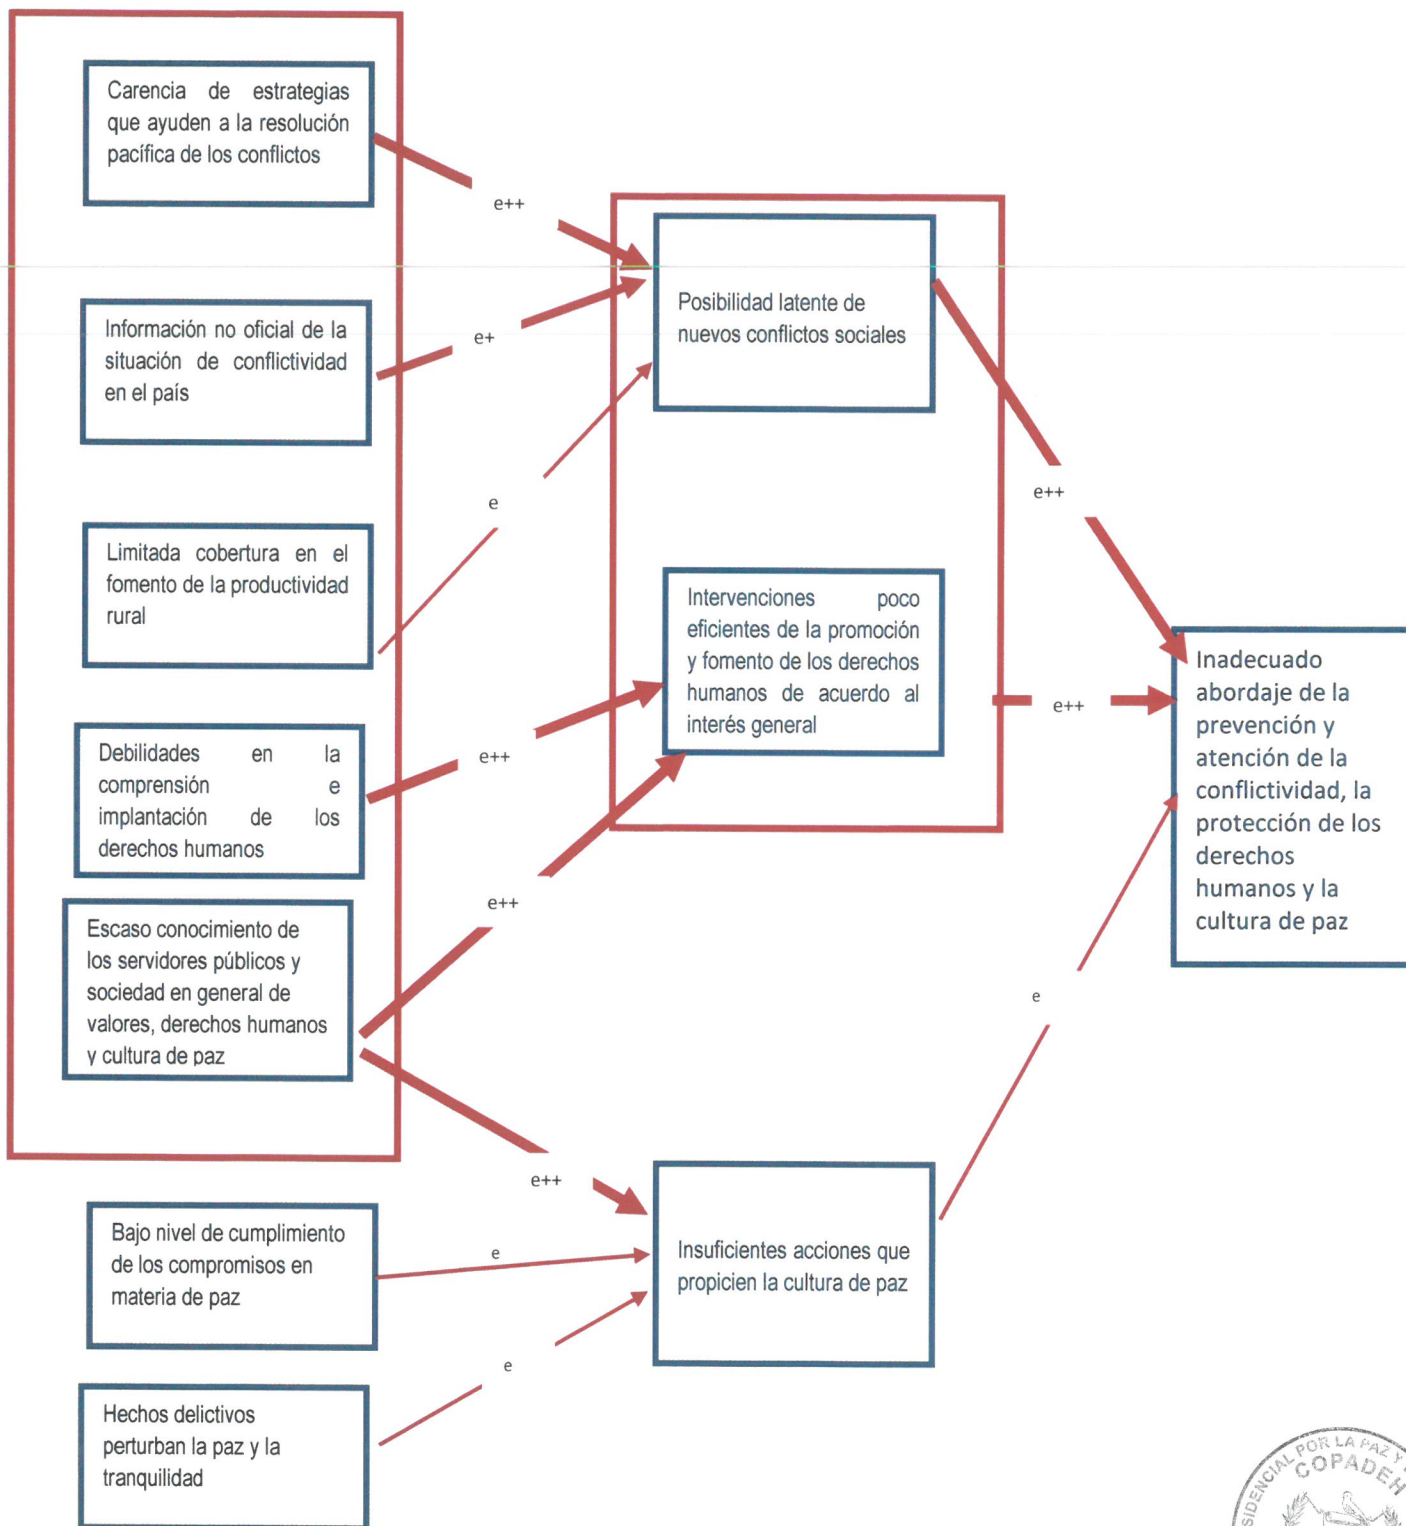 Carencia de estrategias
que ayuden a la resolución
pacífica de los conflictos
e++
Información no oficial de la
situación de conflictividad
en el país
e+
Posibilidad latente de
nuevos conflictos sociales
e++
Limitada cobertura en el
fomento de la productividad
rural
e
Intervenciones poco
eficientes de la promoción
y fomento de los derechos
humanos de acuerdo al
interés general
e++
Debilidades en la
comprensión e
implantación de los
derechos humanos
e++
Inadecuado
abordaje de la
prevención y
atención de la
conflictividad, la
protección de los
derechos
humanos y la
cultura de paz
Escaso conocimiento de
los servidores públicos y
sociedad en general de
valores, derechos humanos
y cultura de paz
e++
e++
e
Bajo nivel de cumplimiento
de los compromisos en
materia de paz
e
Insuficientes acciones que
propicien la cultura de paz
Hechos delictivos
perturban la paz y la
tranquilidad
e
POR LA PAZ Y
COPADEH